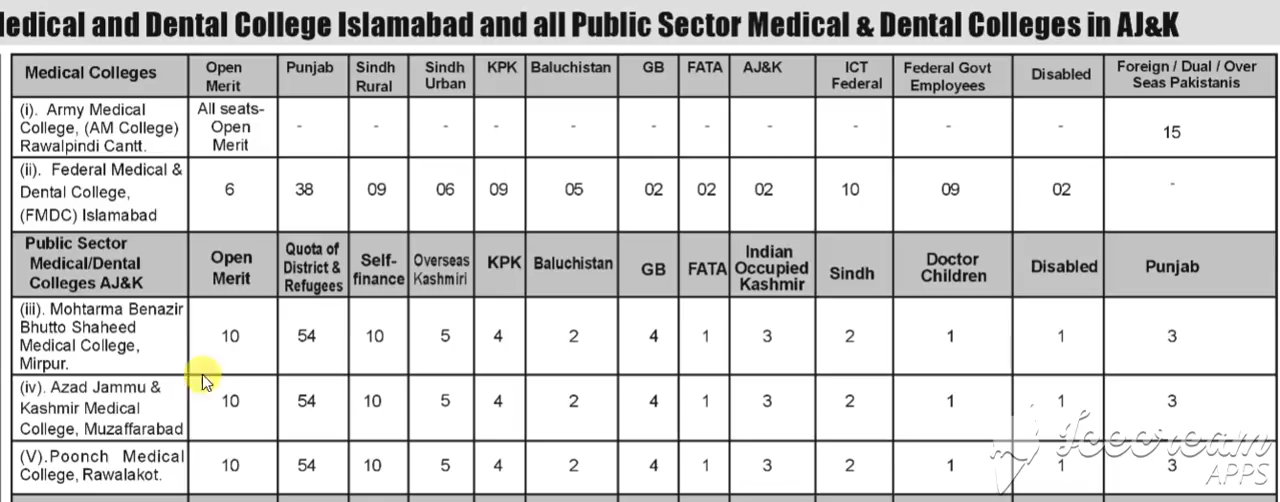 Medical and Dental College Islamabad and all Public Sector Medical & Dental Colleges in AJ&K
Medical Colleges Open Merit Punjab Sindh Rural Sindh Urban KPK Baluchistan GB FATA AJ&K ICT Federal Federal Govt Employees Disabled Foreign / Dual / Over Seas Pakistanis
(i). Army Medical College, (AM College) Rawalpindi Cantt. All seats- Open Merit - - - - - - - - - - - 15
(ii). Federal Medical & Dental College, (FMDC) Islamabad 6 38 09 06 09 05 02 02 02 10 09 02 -
Public Sector Medical/Dental Colleges AJ&K Open Merit Quota of District & Refugees Self-finance Overseas Kashmiri KPK Baluchistan GB FATA Indian Occupied Kashmir Sindh Doctor Children Disabled Punjab
(iii). Mohtarma Benazir Bhutto Shaheed Medical College, Mirpur. 10 54 10 5 4 2 4 1 3 2 1 1 3
(iv). Azad Jammu & Kashmir Medical College, Muzaffarabad 10 54 10 5 4 2 4 1 3 2 1 1 3
(V). Poonch Medical College, Rawalakot. 10 54 10 5 4 2 4 1 3 2 1 1 3
Icecream
APPS